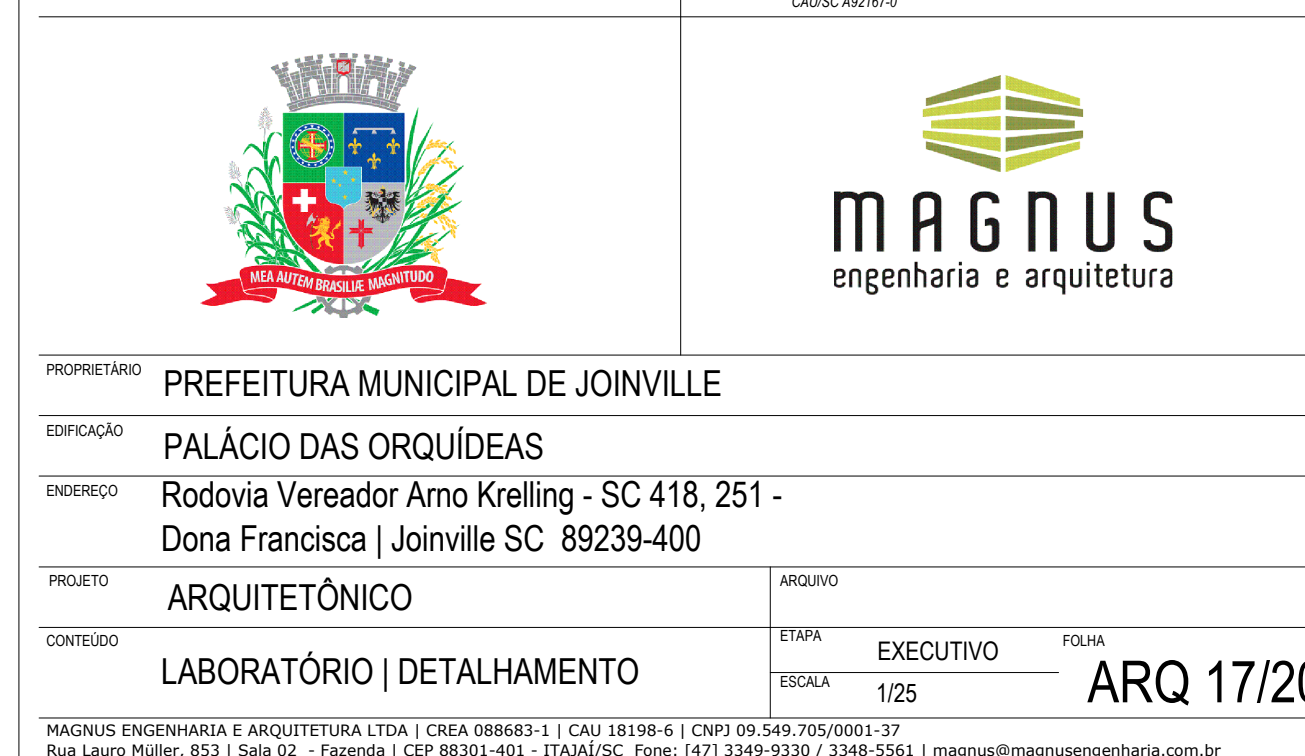 CAU/SC A92167-0
MEA AUTEM BRASILIÆ MAGNITUDO
MAGNUS
engenharia e arquitetura
PROPRIETÁRIO
PREFEITURA MUNICIPAL DE JOINVILLE
EDIFICAÇÃO
PALÁCIO DAS ORQUÍDEAS
ENDEREÇO
Rodovia Vereador Arno Krelling - SC 418, 251 -
Dona Francisca | Joinville SC 89239-400
PROJETO
ARQUITETÔNICO
ARQUIVO
CONTEÚDO
LABORATÓRIO | DETALHAMENTO
ETAPA
EXECUTIVO
ESCALA
1/25
FOLHA
ARQ 17/20
MAGNUS ENGENHARIA E ARQUITETURA LTDA | CREA 088683-1 | CAU 18198-6 | CNPJ 09.549.705/0001-37
Rua Lauro Müller, 853 | Sala 02 - Fazenda | CEP 88301-401 - ITAJAÍ/SC Fone: [47] 3349-9330 / 3348-5561 | magnus@magnusengenharia.com.br